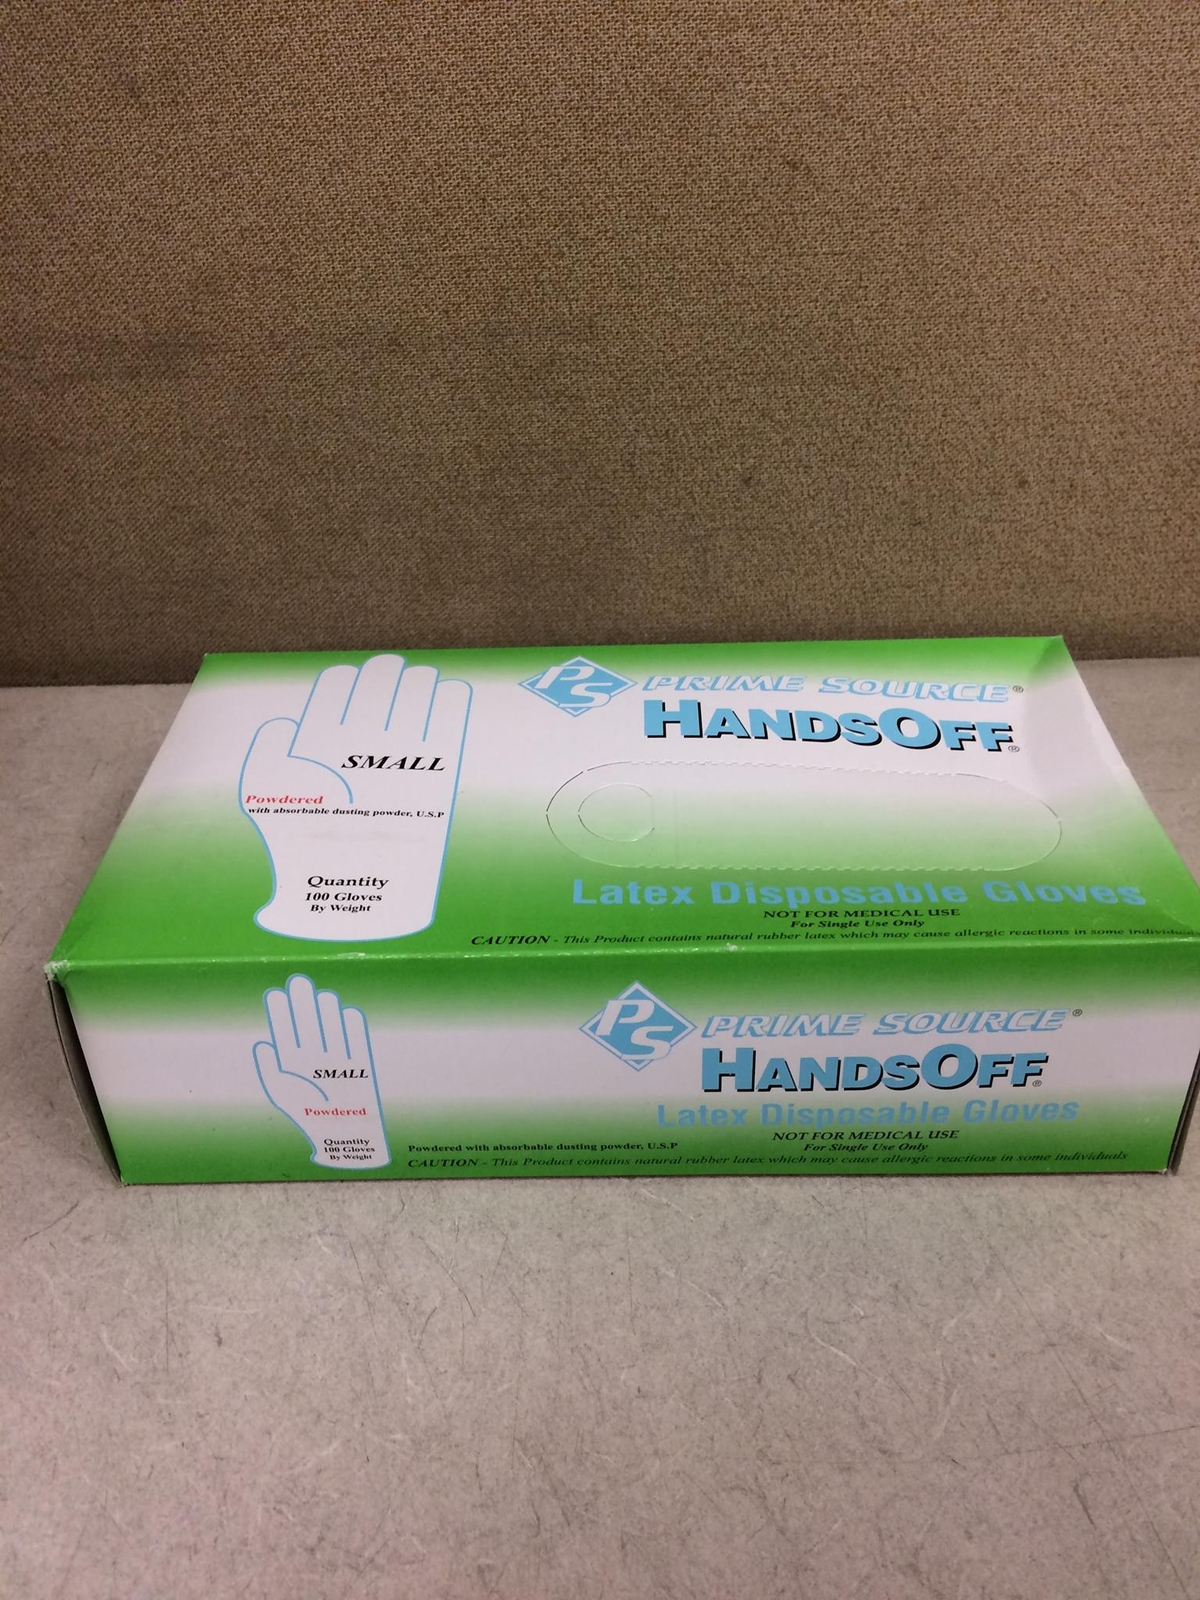 PS PRIME SOURCE®
HANDSOFF®
SMALL
Powdered
with absorbable dusting powder, U.S.P
Quantity
100 Gloves
By Weight
Latex Disposable Gloves
NOT FOR MEDICAL USE
For Single Use Only
CAUTION - This Product contains natural rubber latex which may cause allergic reactions in some individuals
PS PRIME SOURCE®
HANDSOFF®
SMALL
Powdered
Quantity
100 Gloves
By Weight
Latex Disposable Gloves
NOT FOR MEDICAL USE
For Single Use Only
Powdered with absorbable dusting powder, U.S.P
CAUTION - This Product contains natural rubber latex which may cause allergic reactions in some individuals